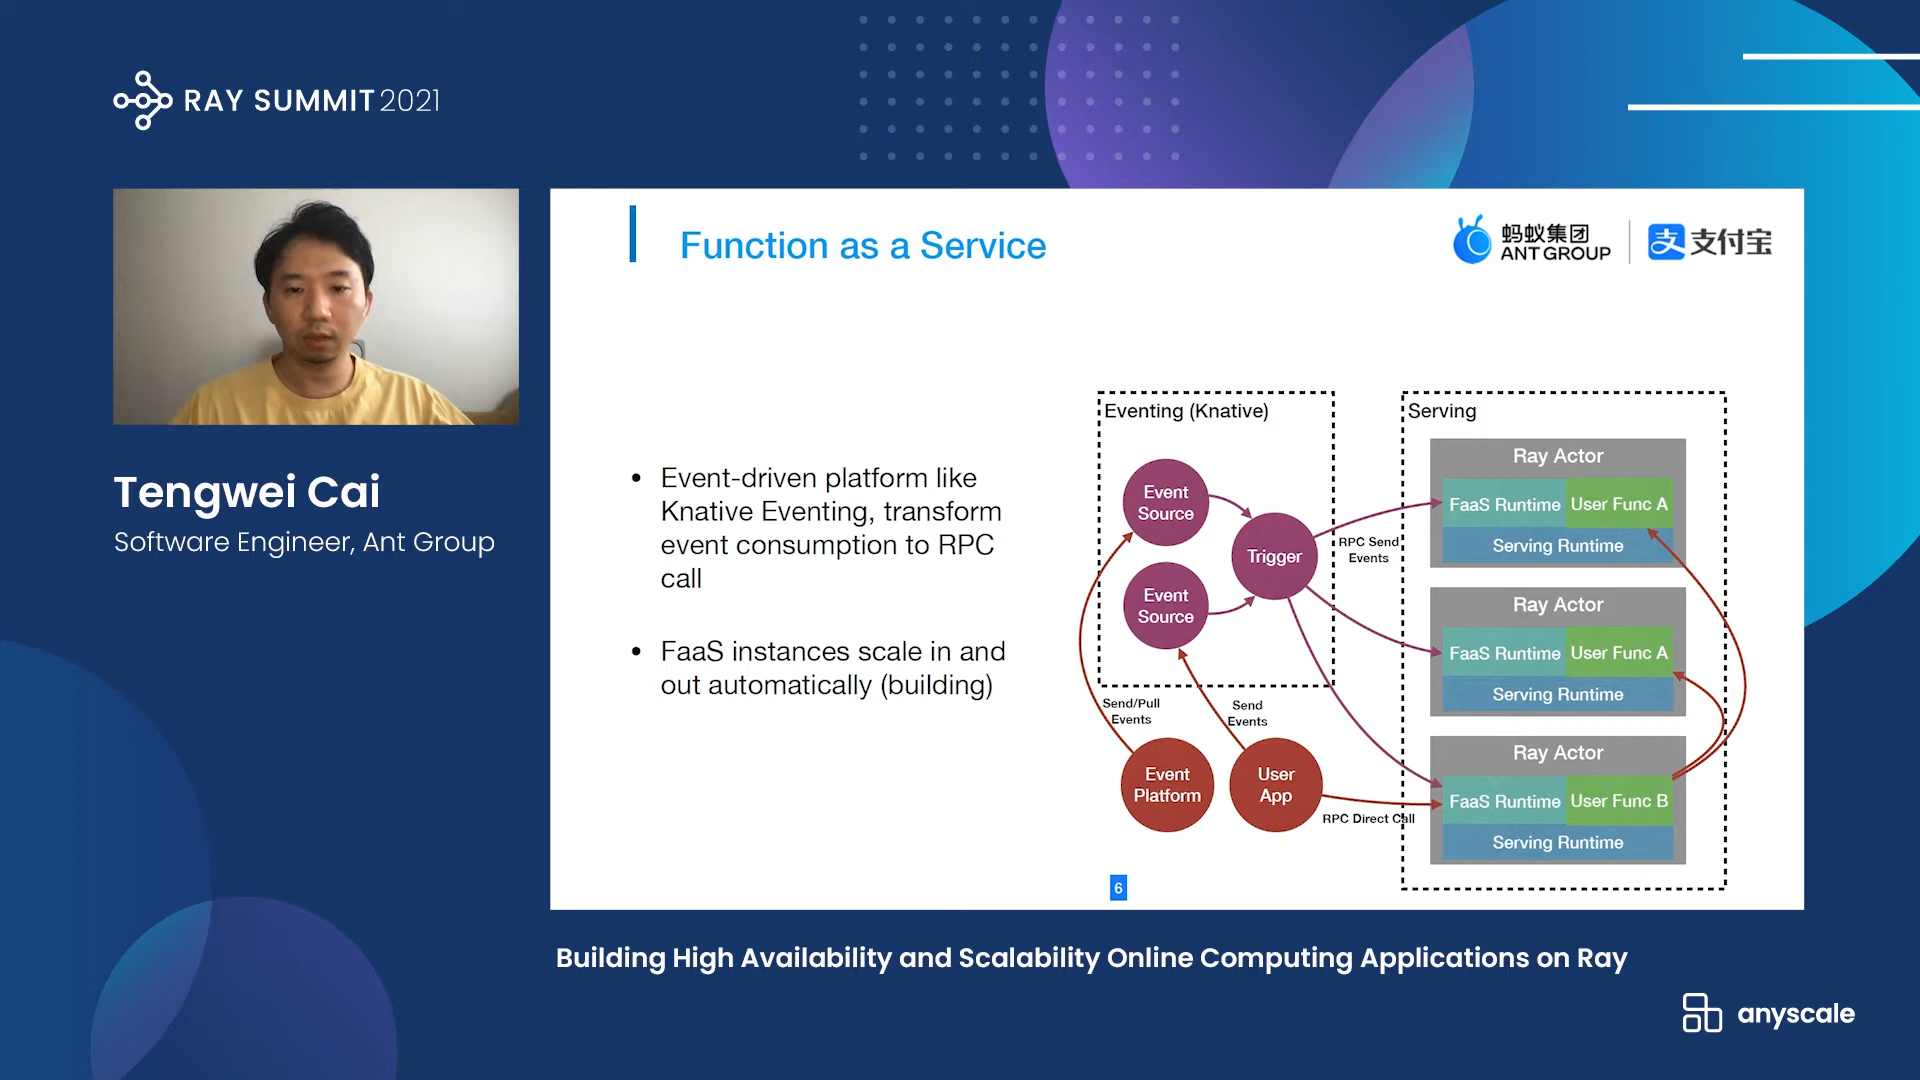 RAY SUMMIT 2021
Tengwei Cai
Software Engineer, Ant Group
Function as a Service
蚂蚁集团
ANT GROUP
支 支付宝
• Event-driven platform like
Knative Eventing, transform
event consumption to RPC
call
• FaaS instances scale in and
out automatically (building)
Eventing (Knative)
Event
Source
Event
Source
Trigger
RPC Send
Events
Send/Pull
Events
Send
Events
Event
Platform
User
App
RPC Direct Call
Serving
Ray Actor
FaaS Runtime User Func A
Serving Runtime
Ray Actor
FaaS Runtime User Func A
Serving Runtime
Ray Actor
FaaS Runtime User Func B
Serving Runtime
6
Building High Availability and Scalability Online Computing Applications on Ray
anyscale